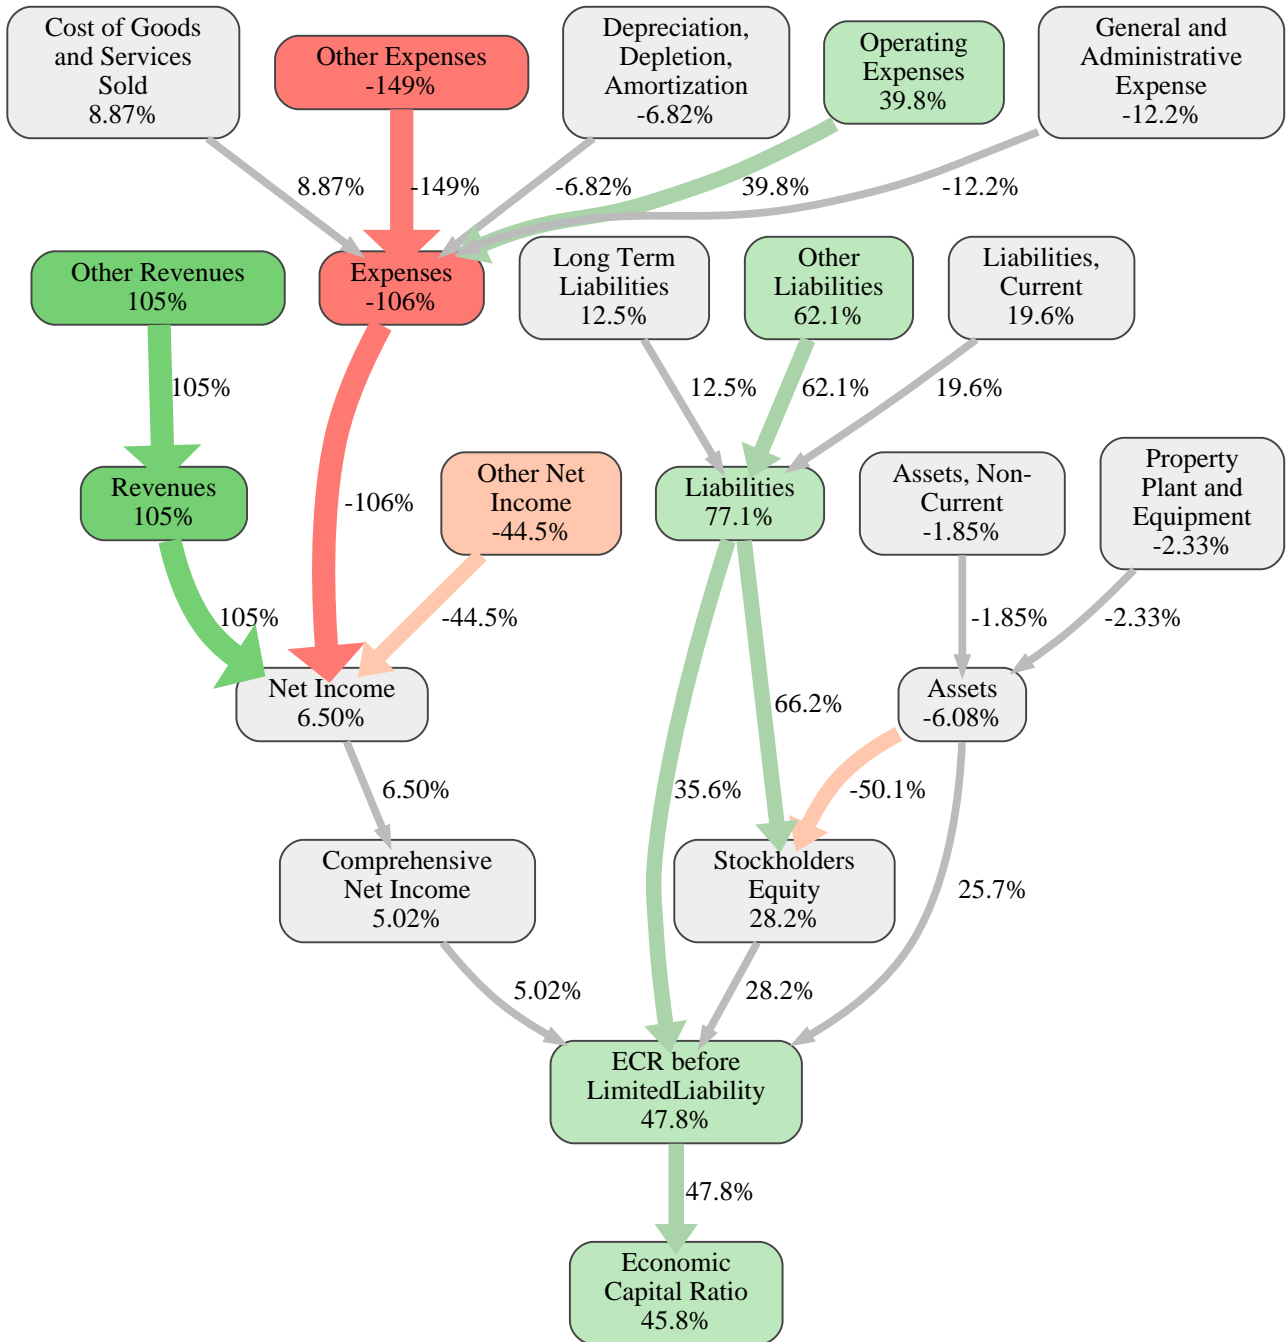 Cost of Goods
and Services
Sold
8.87%
Other Expenses
-149%
Depreciation,
Depletion,
Amortization
-6.82%
Operating
Expenses
39.8%
General and
Administrative
Expense
-12.2%
8.87%
-149%
-6.82%
39.8%
-12.2%
Other Revenues
105%
Expenses
-106%
Long Term
Liabilities
12.5%
Other
Liabilities
62.1%
Liabilities,
Current
19.6%
105%
12.5%
62.1%
19.6%
Revenues
105%
-106%
Other Net
Income
-44.5%
Liabilities
77.1%
Assets, Non-
Current
-1.85%
Property
Plant and
Equipment
-2.33%
105%
-44.5%
-1.85%
-2.33%
Net Income
6.50%
66.2%
Assets
-6.08%
6.50%
35.6%
-50.1%
Comprehensive
Net Income
5.02%
Stockholders
Equity
28.2%
25.7%
5.02%
28.2%
ECR before
LimitedLiability
47.8%
47.8%
Economic
Capital Ratio
45.8%